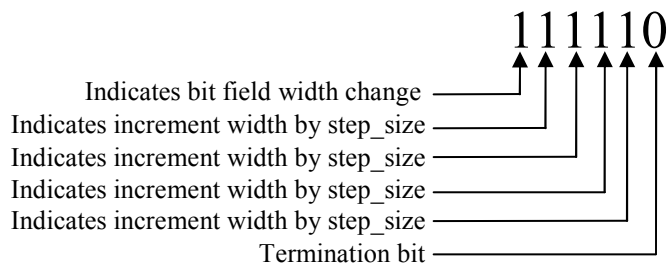 111110
Indicates bit field width change
Indicates increment width by step_size
Indicates increment width by step_size
Indicates increment width by step_size
Indicates increment width by step_size
Termination bit